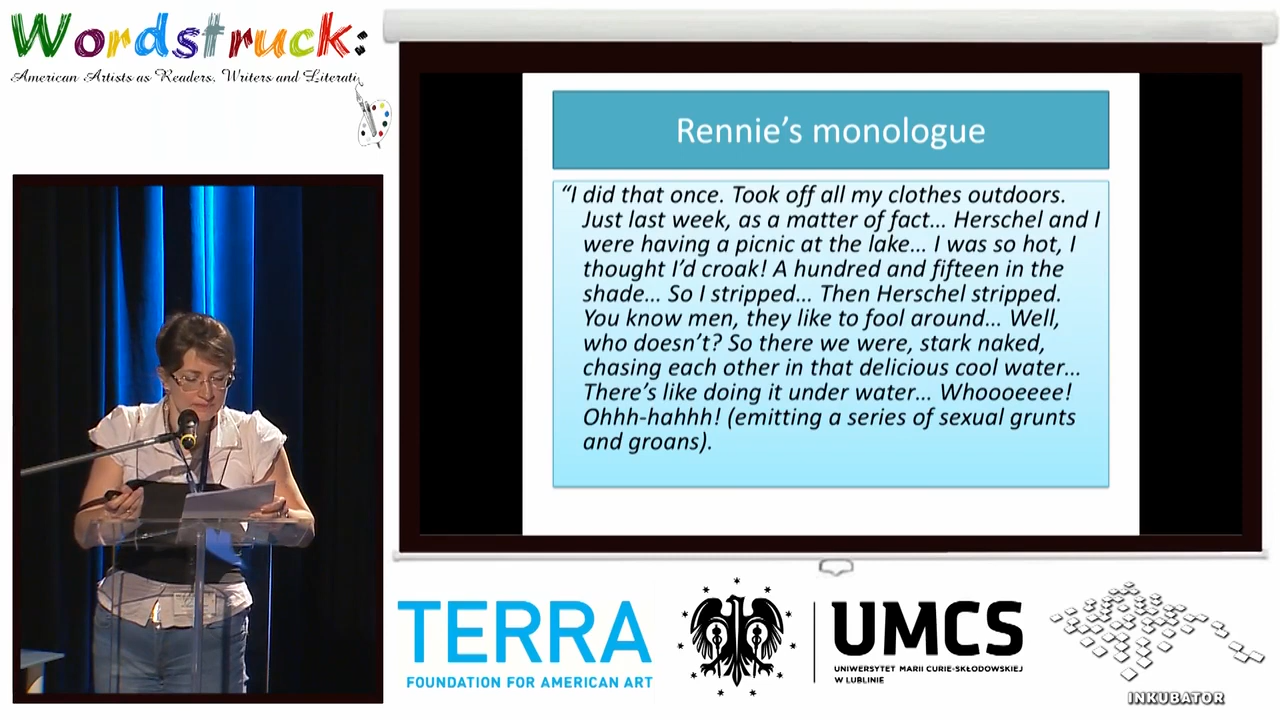 Wordstruck:
American Artists as Readers, Writers and Literati
Rennie's monologue
“I did that once. Took off all my clothes outdoors.
Just last week, as a matter of fact... Herschel and I
were having a picnic at the lake... I was so hot, I
thought I'd croak! A hundred and fifteen in the
shade... So I stripped... Then Herschel stripped.
You know men, they like to fool around... Well,
who doesn't? So there we were, stark naked,
chasing each other in that delicious cool water...
There's like doing it under water... Whoooeeee!
Ohhh-hahhh! (emitting a series of sexual grunts
and groans).
TERRA
FOUNDATION FOR AMERICAN ART
UMCS
UNIWERSYTET MARII CURIE-SKŁODOWSKIEJ
W LUBLINIE
INKUBATOR